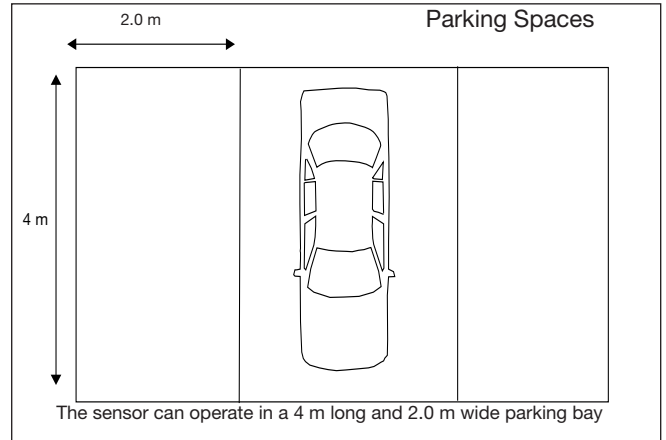 2.0 m
Parking Spaces
4 m
The sensor can operate in a 4 m long and 2.0 m wide parking bay